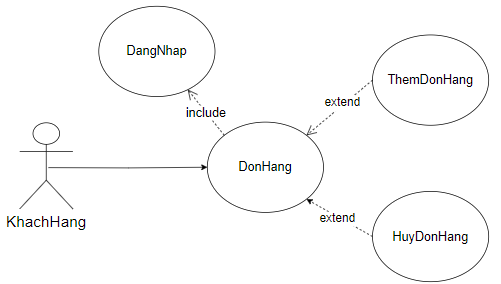 DangNhap
ThemDonHang
extend
include
DonHang
KhachHang
extend
HuyDonHang